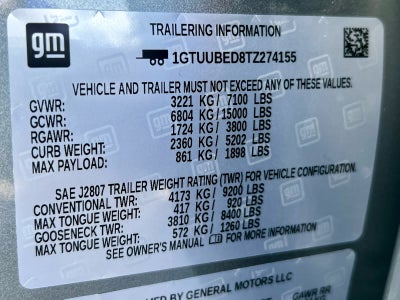 gm
TRAILERING INFORMATION
1GTUUBED8TZ274155
VEHICLE AND TRAILER MUST NOT EXCEED ANY OF THESE VALUES.
GVWR: 3221 KG/ 7100 LBS
GCWR: 6804 KG/15000 LBS
RGAWR: 1724 KG/ 3800 LBS
CURB WEIGHT: 2360 KG/ 5202 LBS
MAX PAYLOAD: 861 KG/ 1898 LBS
SAE J2807 TRAILER WEIGHT RATING (TWR) FOR VEHICLE CONFIGURATION.
CONVENTIONAL TWR: 4173 KG/ 9200 LBS
MAX TONGUE WEIGHT: 417 KG/ 920 LBS
GOOSENECK TWR: 3810 KG/ 8400 LBS
MAX TONGUE WEIGHT: 572 KG/ 1260 LBS
SEE OWNER'S MANUAL FOR MORE INFORMATION
BY GENERAL MOTORS LLC
GAWR RR